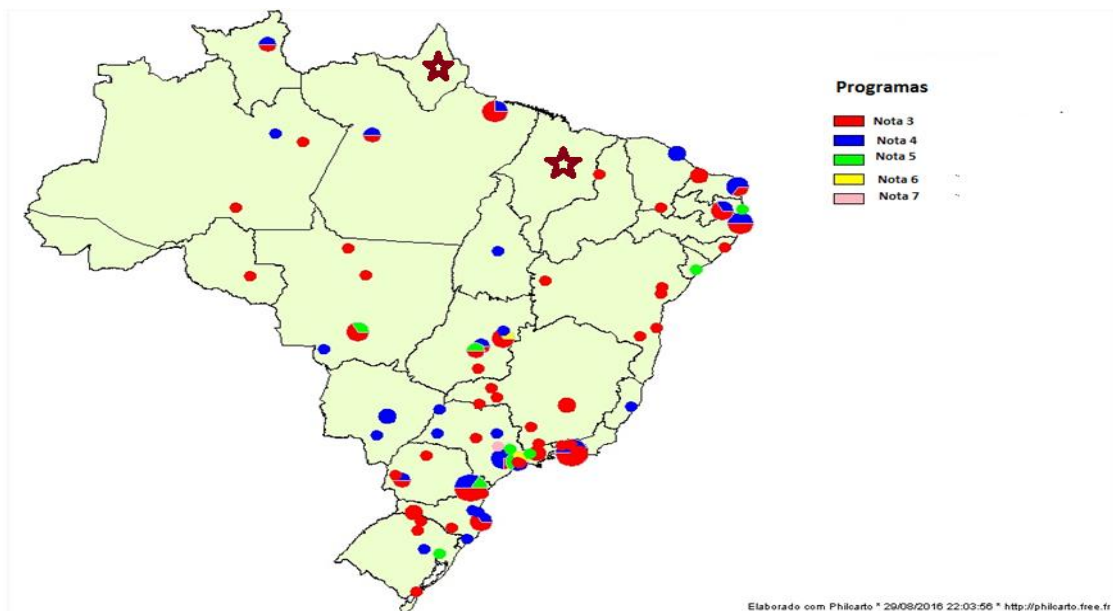 Programas
Nota 3
Nota 4
Nota 5
Nota 6
Nota 7
Elaborado com Philcarto * 29/08/2016 22:03:56 * http://philcarto.free.fr